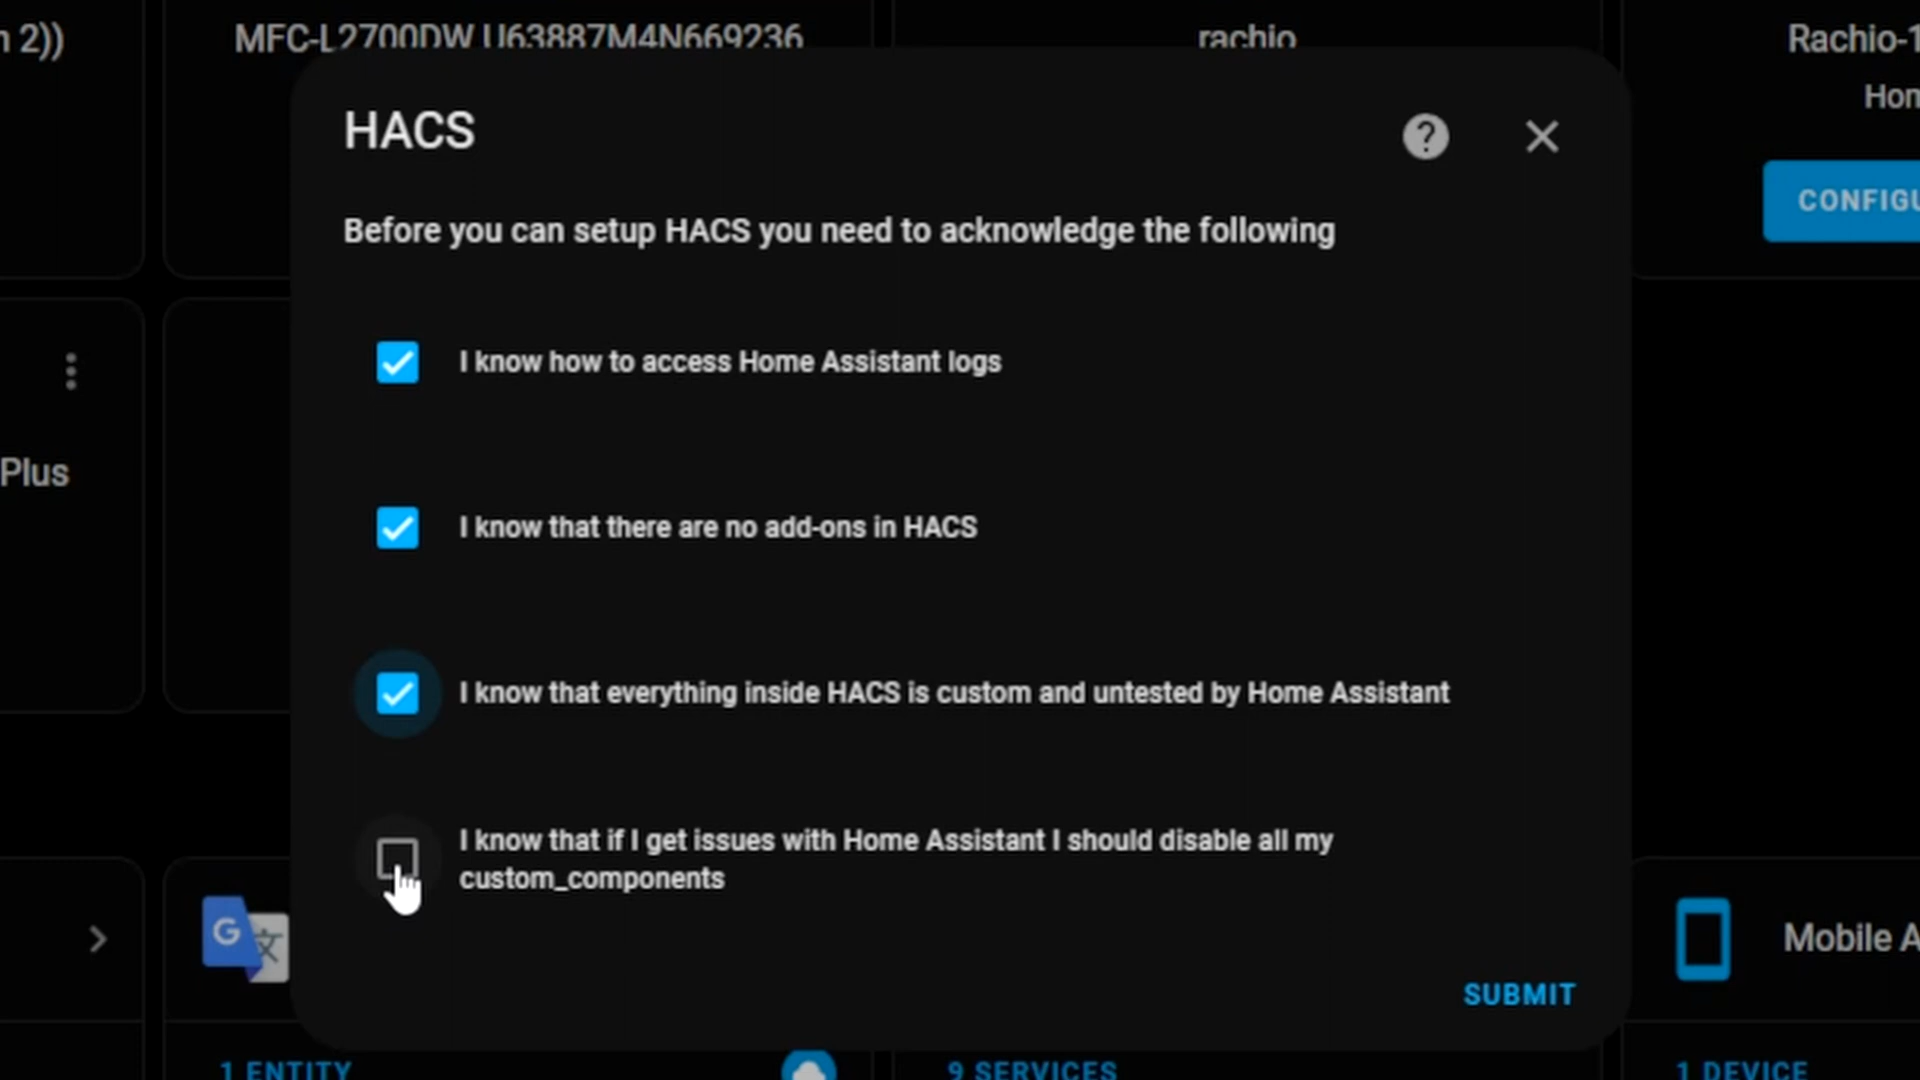 n 2))
MFC-L2700DW U63887M4N669236
rachio
Rachio-1
Hom
CONFIGU
HACS
Before you can setup HACS you need to acknowledge the following
I know how to access Home Assistant logs
I know that there are no add-ons in HACS
Plus
I know that everything inside HACS is custom and untested by Home Assistant
I know that if I get issues with Home Assistant I should disable all my
custom_components
G
文
Mobile A
SUBMIT
1 ENTITY
9 SERVICES
1 DEVICE